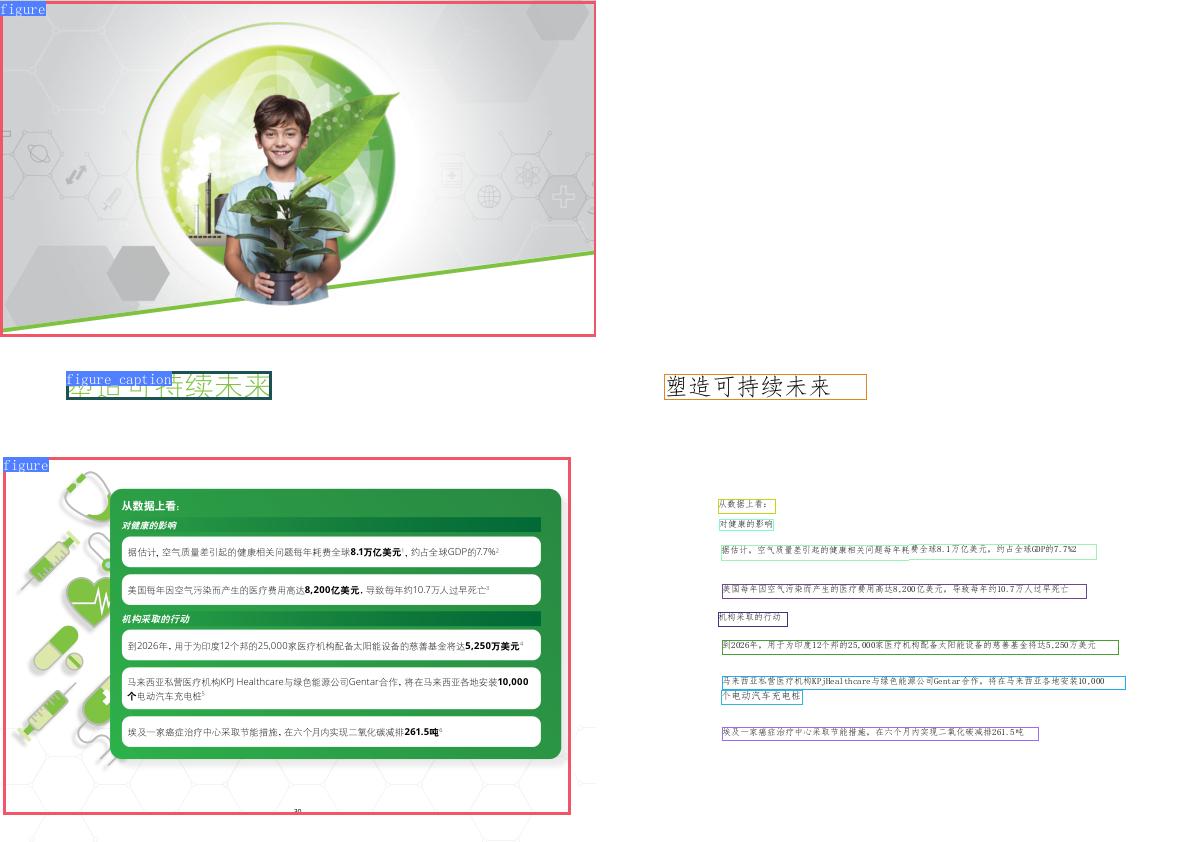 figure
figure caption
塑造可持续未来
塑造可持续未来
figure
从数据上看:
对健康的影响
据估计，空气质量差引起的健康相关问题每年耗费全球8.1万亿美元¹，约占全球GDP的7.7%²
美国每年因空气污染而产生的医疗费用高达8,200亿美元，导致每年约10.7万人过早死亡³
机构采取的行动
到2026年，用于为印度12个邦的25,000家医疗机构配备太阳能设备的慈善基金将达5,250万美元⁴
马来西亚私营医疗机构KPJ Healthcare与绿色能源公司Gentari合作，将在马来西亚各地安装10,000
个电动汽车充电桩⁵
埃及一家癌症治疗中心采取节能措施，在六个月内实现二氧化碳减排261.5吨⁶
30
从数据上看：
对健康的影响
据估计，空气质量差引起的健康相关问题每年耗费全球8.1万亿美元，约占全球GDP的7.7%2
美国每年因空气污染而产生的医疗费用高达8,200亿美元，导致每年约10.7万人过早死亡
机构采取的行动
到2026年，用于为印度12个邦的25,000家医疗机构配备太阳能设备的慈善基金将达5,250万美元
马来西亚私营医疗机构KPjHealthcare与绿色能源公司Gentar合作，将在马来西亚各地安装10,000
个电动汽车充电桩
埃及一家癌症治疗中心采取节能措施，在六个月内实现二氧化碳减排261.5吨